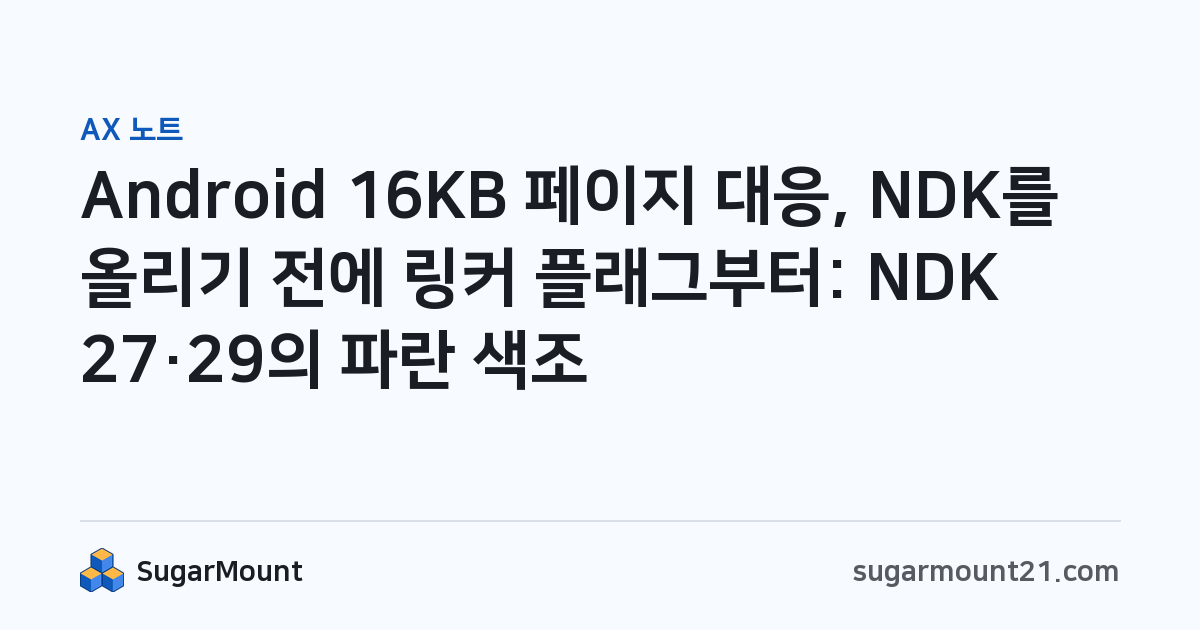 AX 노트
Android 16KB 페이지 대응, NDK를
올리기 전에 링커 플래그부터: NDK
27·29의 파란 색조
SugarMount
sugarmount21.com